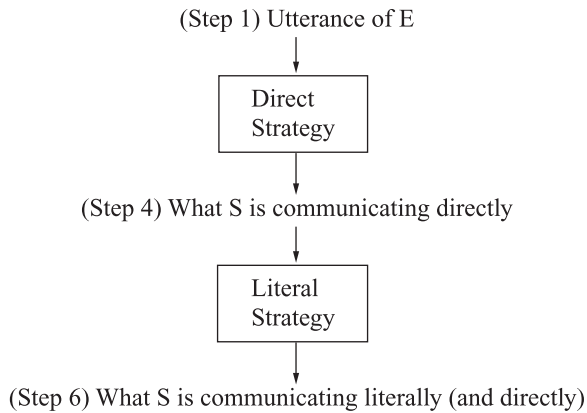 (Step 1) Utterance of E
Direct
Strategy
(Step 4) What S is communicating directly
Literal
Strategy
(Step 6) What S is communicating literally (and directly)